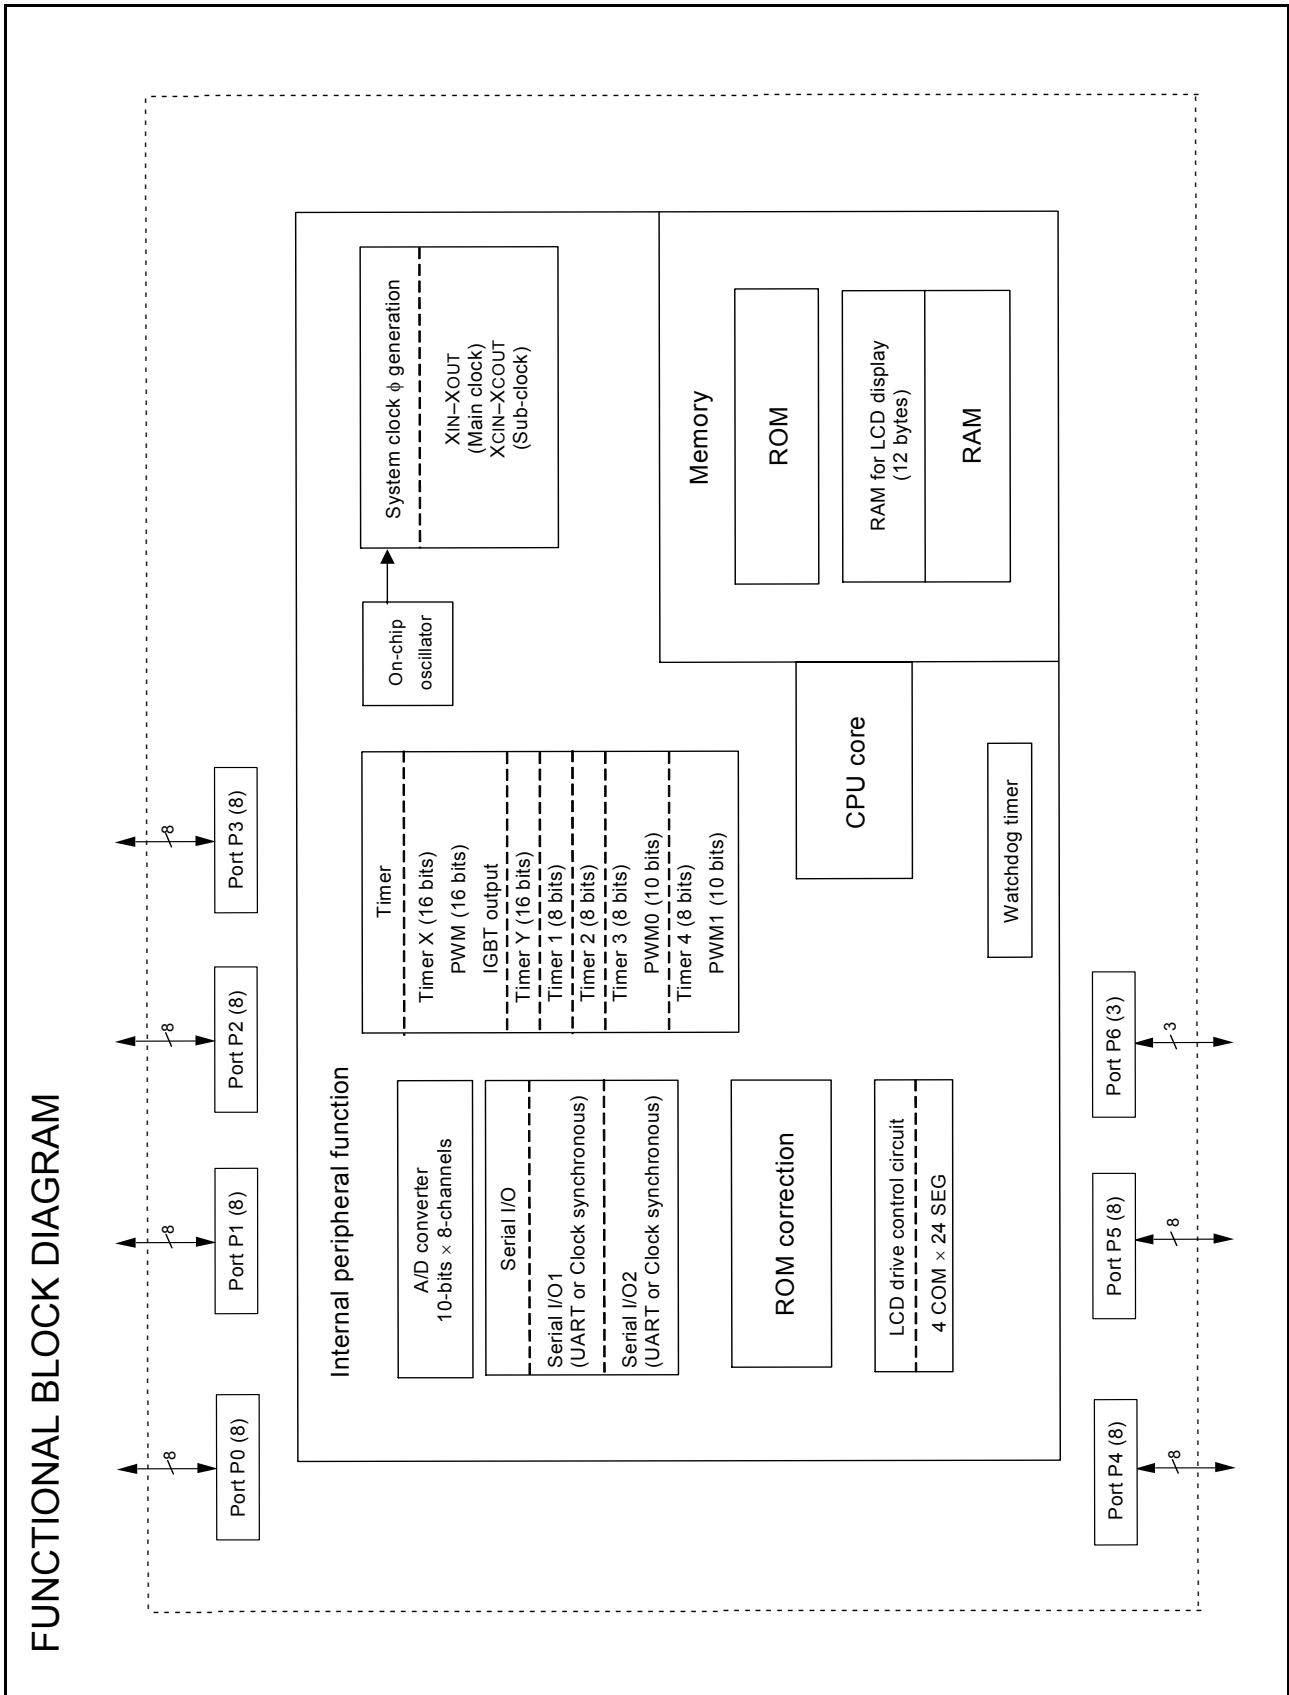 FUNCTIONAL BLOCK DIAGRAM
8
8
8
8
Port P0 (8)
Port P1 (8)
Port P2 (8)
Port P3 (8)
Internal peripheral function
A/D converter
10-bits × 8-channels
Serial I/O
Serial I/O1
(UART or Clock synchronous)
Serial I/O2
(UART or Clock synchronous)
ROM correction
LCD drive control circuit
4 COM × 24 SEG
Timer
Timer X (16 bits)
PWM (16 bits)
IGBT output
Timer Y (16 bits)
Timer 1 (8 bits)
Timer 2 (8 bits)
Timer 3 (8 bits)
PWM0 (10 bits)
Timer 4 (8 bits)
PWM1 (10 bits)
On-chip
oscillator
System clock ϕ generation
XIN–XOUT
(Main clock)
XCIN–XCOUT
(Sub-clock)
CPU core
Watchdog timer
Memory
ROM
RAM for LCD display
(12 bytes)
RAM
Port P4 (8)
Port P5 (8)
Port P6 (3)
8
8
3